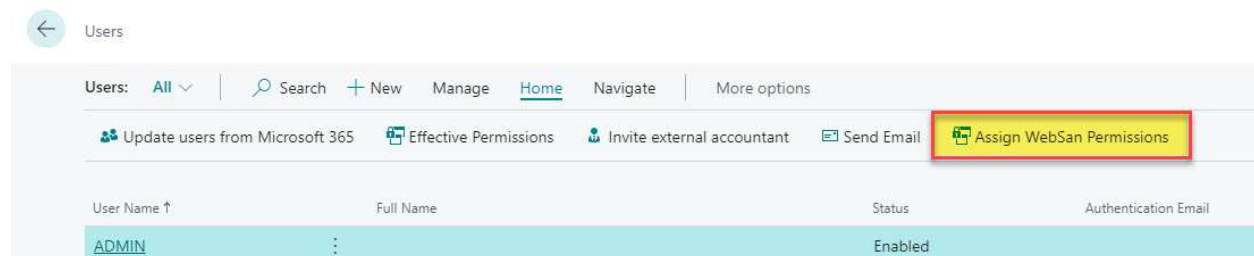 Users
Users: All Search + New Manage Home Navigate More options
Update users from Microsoft 365 Effective Permissions Invite external accountant Send Email Assign WebSan Permissions
User Name ↑ Full Name Status Authentication Email
ADMIN Enabled